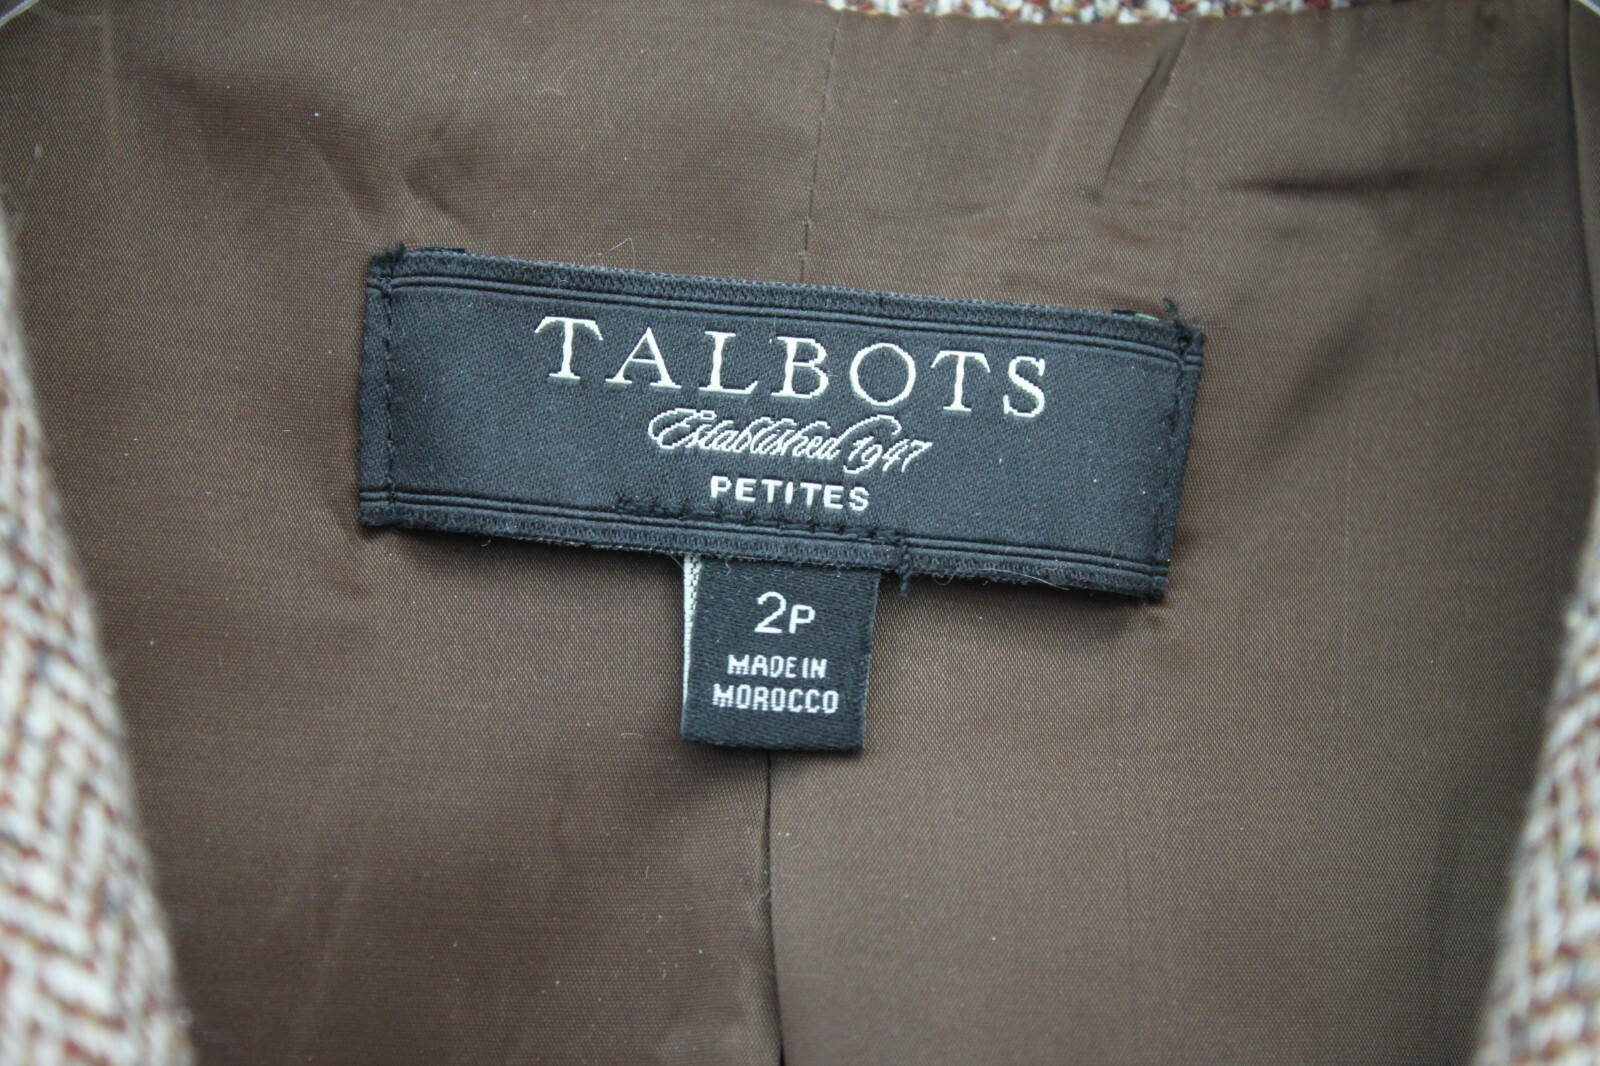 TALBOTS
Established 1947
PETITES
2P
MADE IN
MOROCCO